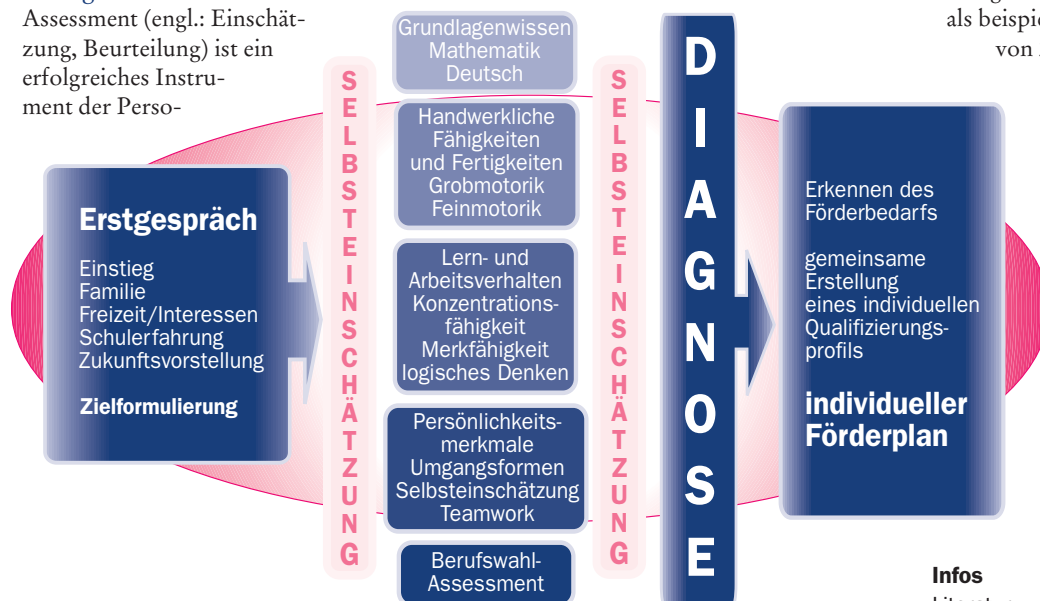 Assessment (engl.: Einschät-
zung, Beurteilung) ist ein
erfolgreiches Instru-
ment der Perso-
Erstgespräch
Einstieg
Familie
Freizeit/Interessen
Schulerfahrung
Zukunftsvorstellung
Zielformulierung
SELBSTEINSCHÄTZUNG
Grundlagenwissen
Mathematik
Deutsch
Handwerkliche
Fähigkeiten
und Fertigkeiten
Grobmotorik
Feinmotorik
Lern- und
Arbeitsverhalten
Konzentrations-
fähigkeit
Merkfähigkeit
logisches Denken
Persönlichkeits-
merkmale
Umgangsformen
Selbsteinschätzung
Teamwork
Berufswahl-
Assessment
SELBSTEINSCHÄTZUNG
DIAGNOSE
als
von
Erkennen des
Förderbedarfs
gemeinsame
Erstellung
eines individuellen
Qualifizierungs-
profils
individueller
Förderplan
Infos